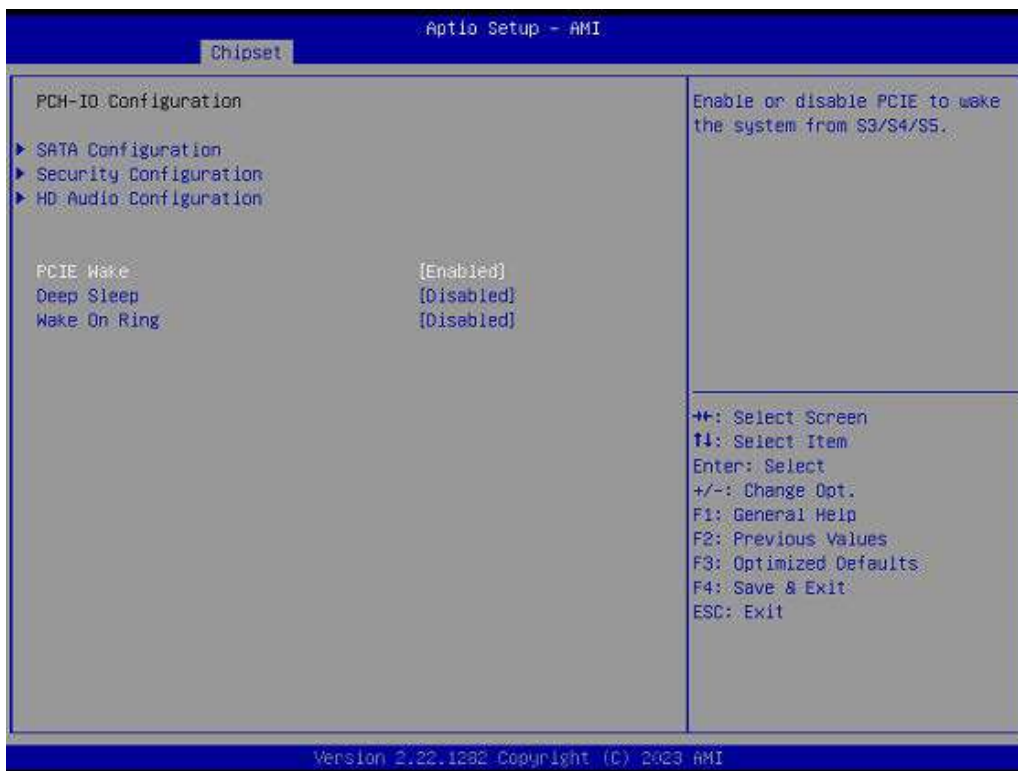 Aptio Setup - AMI
Chipset
PCH-IO Configuration
SATA Configuration
Security Configuration
HD Audio Configuration
PCIE Wake [Enabled]
Deep Sleep [Disabled]
Wake On Ring [Disabled]
Enable or disable PCIE to wake
the system from S3/S4/S5.
→←: Select Screen
↑↓: Select Item
Enter: Select
+/-: Change Opt.
F1: General Help
F2: Previous Values
F3: Optimized Defaults
F4: Save & Exit
ESC: Exit
Version 2.22.1282 Copyright (C) 2023 AMI